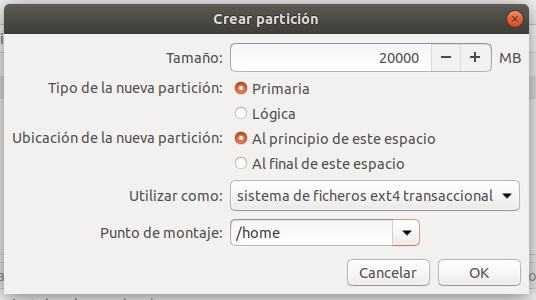 Crear partición
Tamaño: 20000 − + MB
Tipo de la nueva partición: Primaria
Lógica
Ubicación de la nueva partición: Al principio de este espacio
Al final de este espacio
Utilizar como: sistema de ficheros ext4 transaccional
Punto de montaje: /home
Cancelar OK